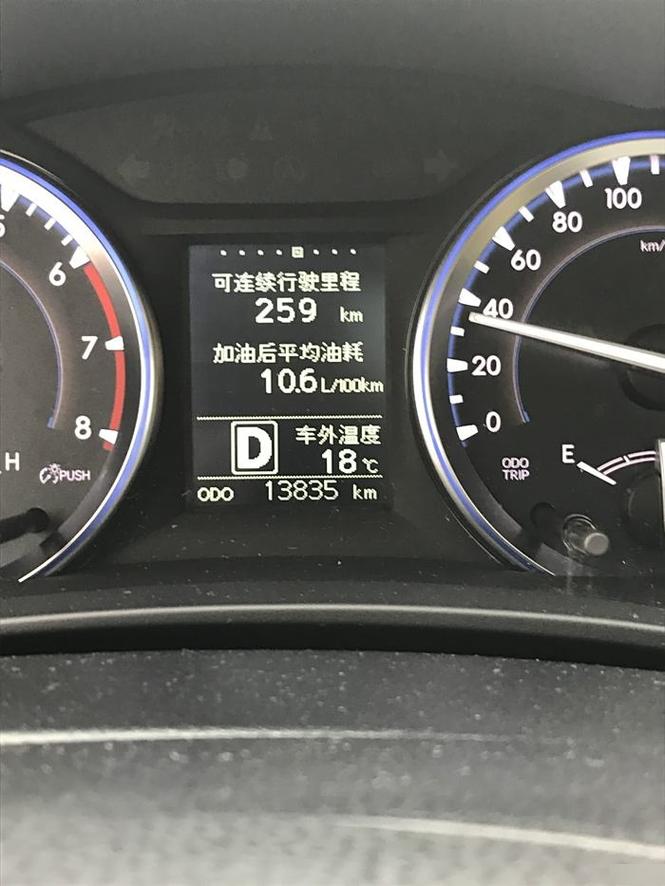 可连续行驶里程
259 km
加油后平均油耗
10.6L/100km
D
车外温度
18℃
ODO 13835 km
6
7
8
H
PUSH
100
80
60
40
20
0
km/
ODO
TRIP
E